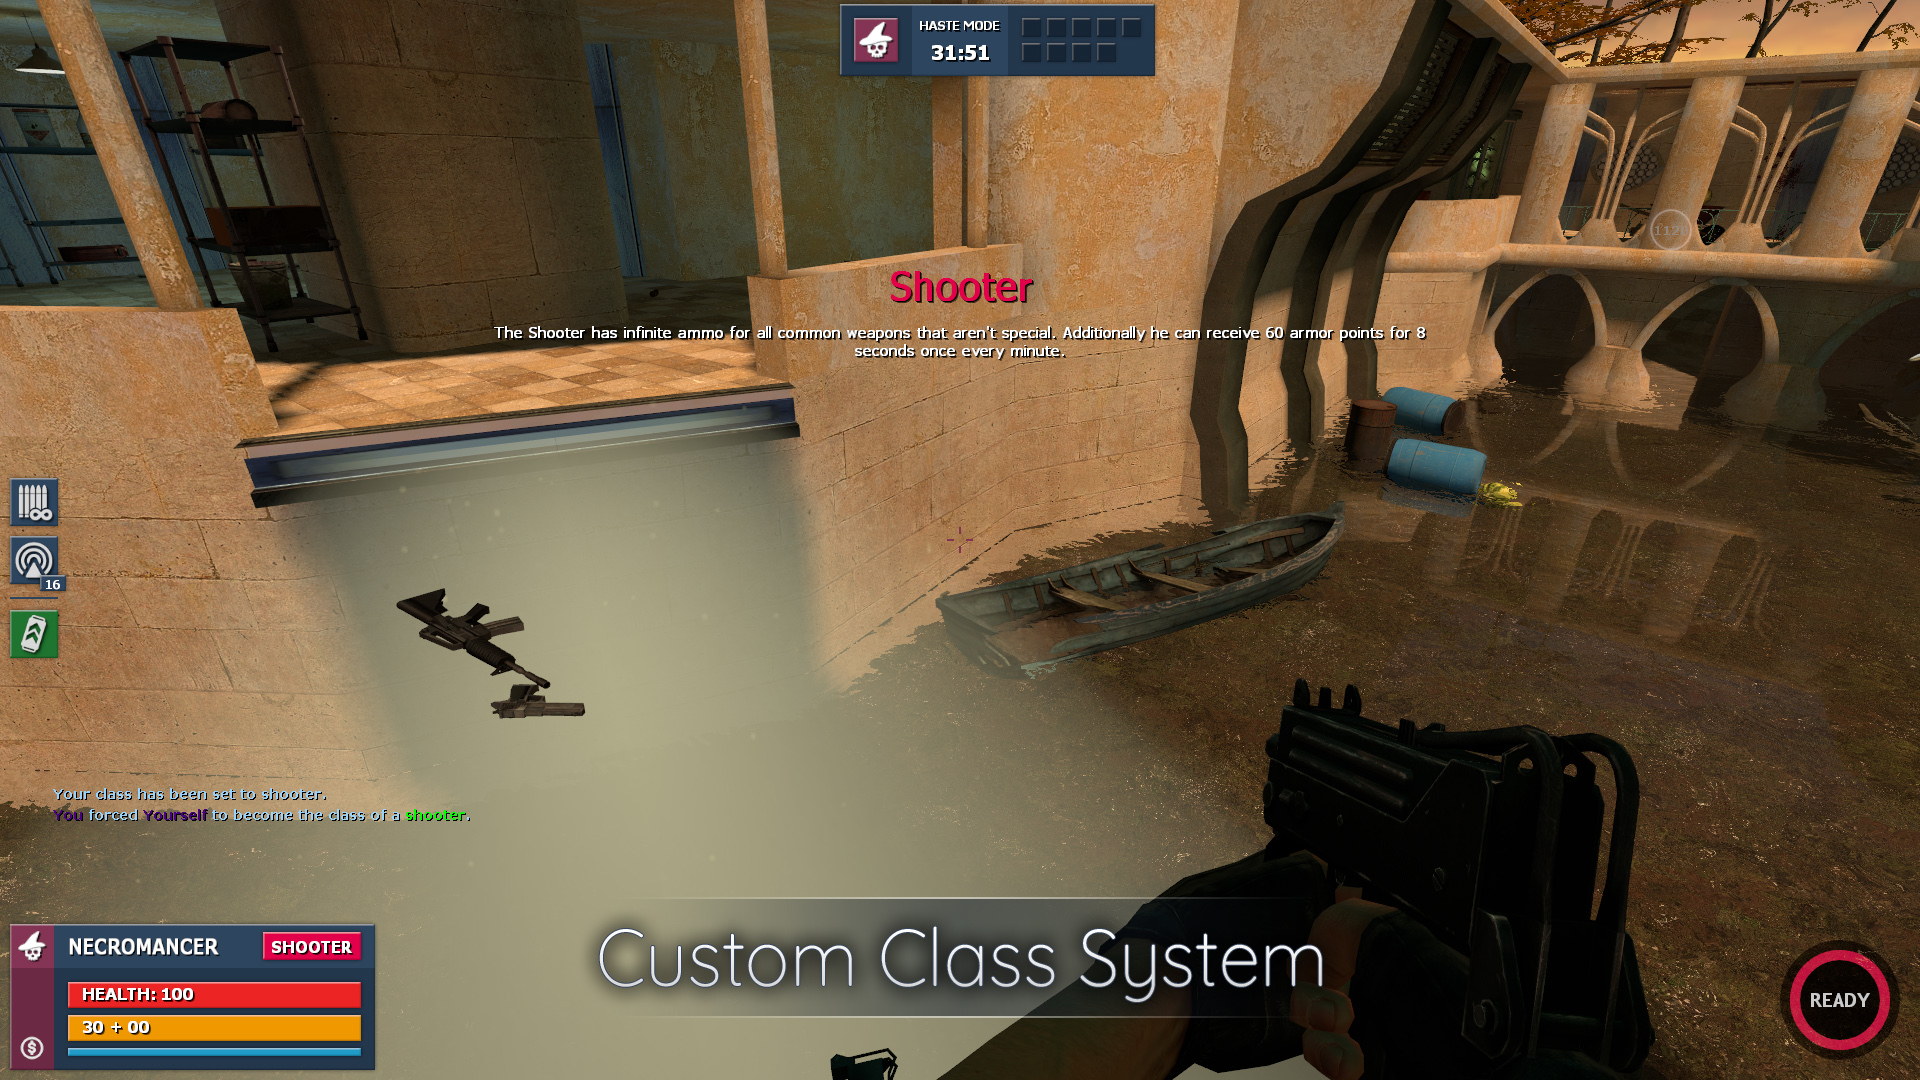 HASTE MODE
31:51
112
Shooter
The Shooter has infinite ammo for all common weapons that aren't special. Additionally he can receive 60 armor points for 8
seconds once every minute.
16
Your class has been set to shooter.
You forced Yourself to become the class of a shooter.
NECROMANCER SHOOTER
HEALTH: 100
30 + 00
Custom Class System
READY